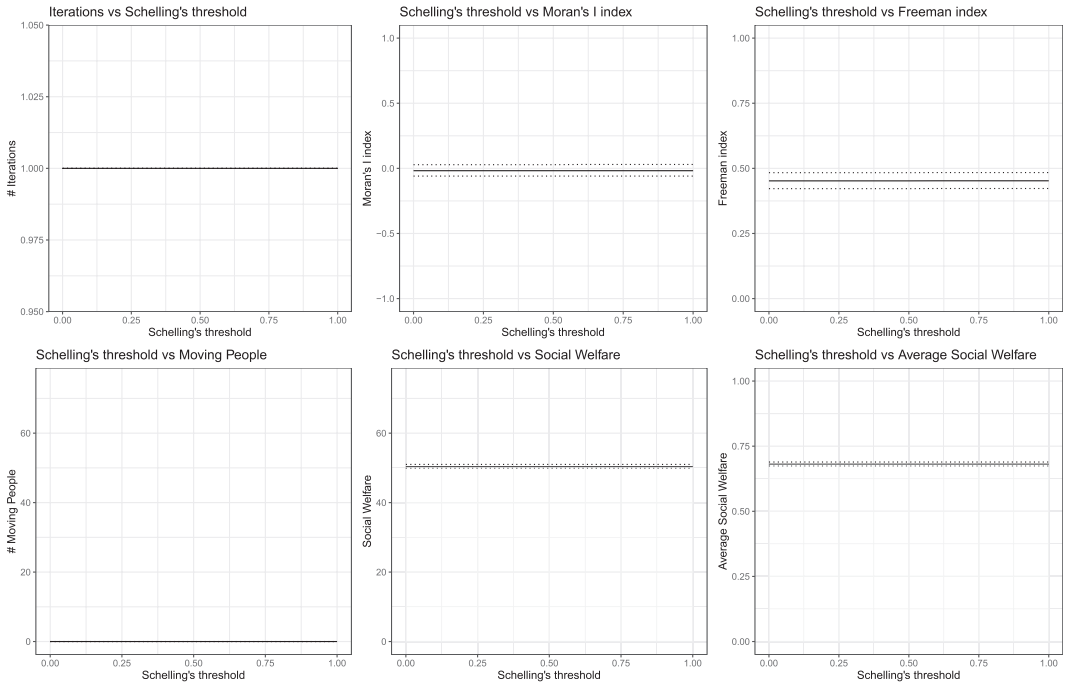 Iterations vs Schelling's threshold
1.050
1.025
1.000
0.975
0.950
# Iterations
0.00 0.25 0.50 0.75 1.00
Schelling's threshold
Schelling's threshold vs Moran's I index
1.0
0.5
0.0
−0.5
−1.0
Moran's I index
0.00 0.25 0.50 0.75 1.00
Schelling's threshold
Schelling's threshold vs Freeman index
1.00
0.75
0.50
0.25
0.00
Freeman index
0.00 0.25 0.50 0.75 1.00
Schelling's threshold
Schelling's threshold vs Moving People
60
40
20
0
# Moving People
0.00 0.25 0.50 0.75 1.00
Schelling's threshold
Schelling's threshold vs Social Welfare
60
40
20
0
Social Welfare
0.00 0.25 0.50 0.75 1.00
Schelling's threshold
Schelling's threshold vs Average Social Welfare
1.00
0.75
0.50
0.25
0.00
Average Social Welfare
0.00 0.25 0.50 0.75 1.00
Schelling's threshold